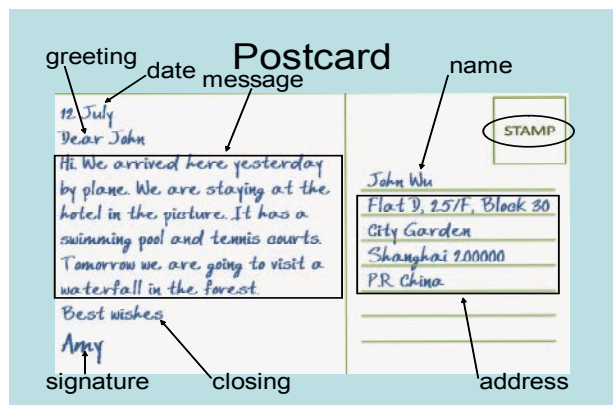 Postcard
greeting
date
message
name
12 July
Dear John
Hi. We arrived here yesterday
by plane. We are staying at the
hotel in the picture. It has a
swimming pool and tennis courts.
Tomorrow we are going to visit a
waterfall in the forest.
Best wishes
Amy
STAMP
John Wu
Flat D, 25/F, Block 30
City Garden
Shanghai 200000
P.R. China
signature
closing
address